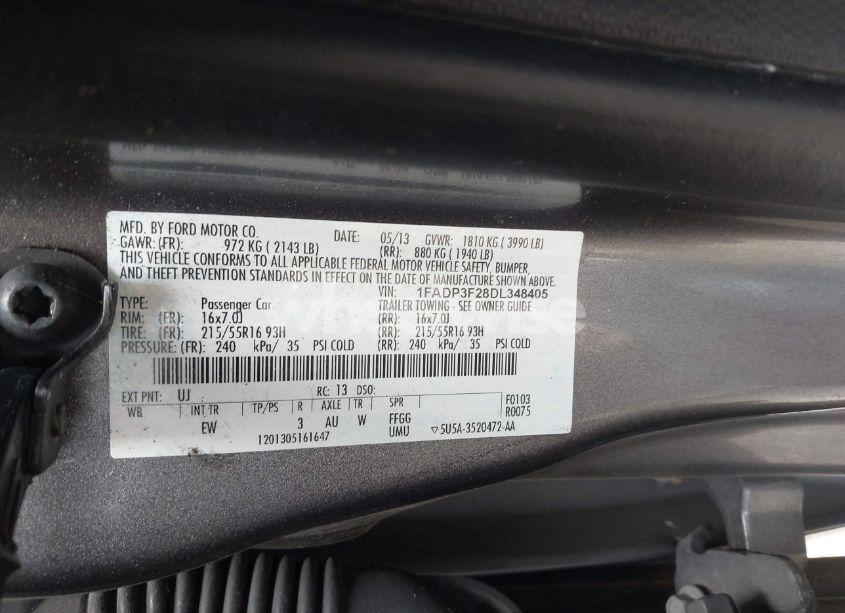 MFD. BY FORD MOTOR CO.
DATE: 05/13 GVWR: 1810 KG ( 3990 LB)
GAWR: (FR): 972 KG ( 2143 LB) (RR): 880 KG ( 1940 LB)
THIS VEHICLE CONFORMS TO ALL APPLICABLE FEDERAL MOTOR VEHICLE SAFETY, BUMPER,
AND THEFT PREVENTION STANDARDS IN EFFECT ON THE DATE OF MANUFACTURE SHOWN ABOVE.
VIN: 1FADP3F28DL348405
TYPE: Passenger Car TRAILER TOWING - SEE OWNER GUIDE
RIM: (FR): 16x7.0J (RR): 16x7.0J
TIRE: (FR): 215/55R16 93H (RR): 215/55R16 93H
PRESSURE: (FR): 240 kPa/ 35 PSI COLD (RR): 240 kPa/ 35 PSI COLD
EXT PNT: UJ RC: 13 DSO: F0103
WB INT TR TP/PS R AXLE TR SPR R0075
EW 3 AU W FFGG
1201305161647 UMU ▽5U5A-3520472-AA